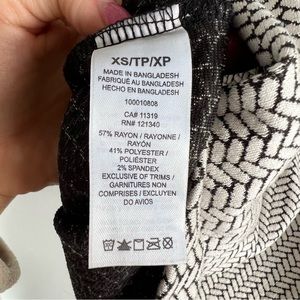 XS/TP/XP
MADE IN BANGLADESH
FABRIQUÉ AU BANGLADESH
HECHO EN BANGLADESH
100010808
CA# 11319
RN# 121340
57% RAYON / RAYONNE /
RAYÓN
41% POLYESTER /
POLIÉSTER
2% SPANDEX
EXCLUSIVE OF TRIMS /
GARNITURES NON
COMPRISES / EXCLUYEN
DO AVIOS